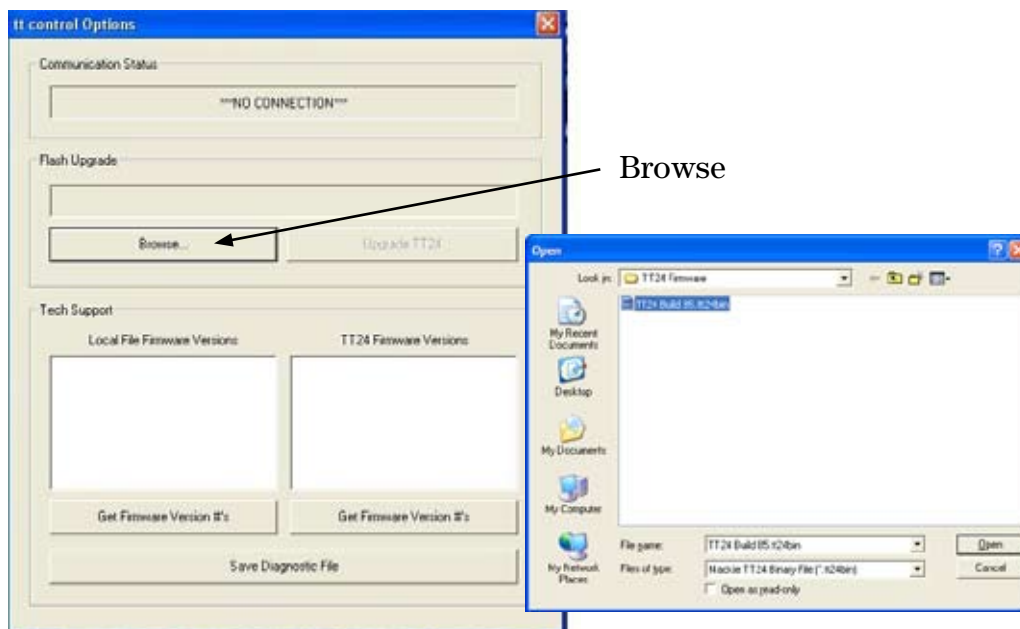 tt control Options
Communication Status
***NO CONNECTION***
Flash Upgrade
Browse
Browse...
Upgrade TT24
Tech Support
Local File Firmware Versions
TT24 Firmware Versions
Get Firmware Version #'s
Get Firmware Version #'s
Save Diagnostic File
Open
Look in:
TT24 Firmware
TT24 Build 85.tt24bin
My Recent
Documents
Desktop
My Documents
My Computer
My Network
Places
File name:
TT24 Build 85.tt24bin
Open
Files of type:
Mackie TT24 Binary File (*.tt24bin)
Cancel
Open as read-only